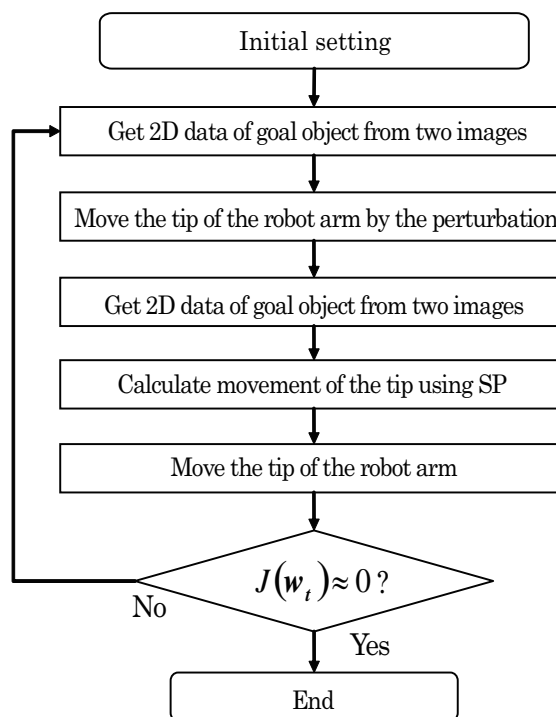 Initial setting
Get 2D data of goal object from two images
Move the tip of the robot arm by the perturbation
Get 2D data of goal object from two images
Calculate movement of the tip using SP
Move the tip of the robot arm
J(w_t)≈0 ?
No
Yes
End